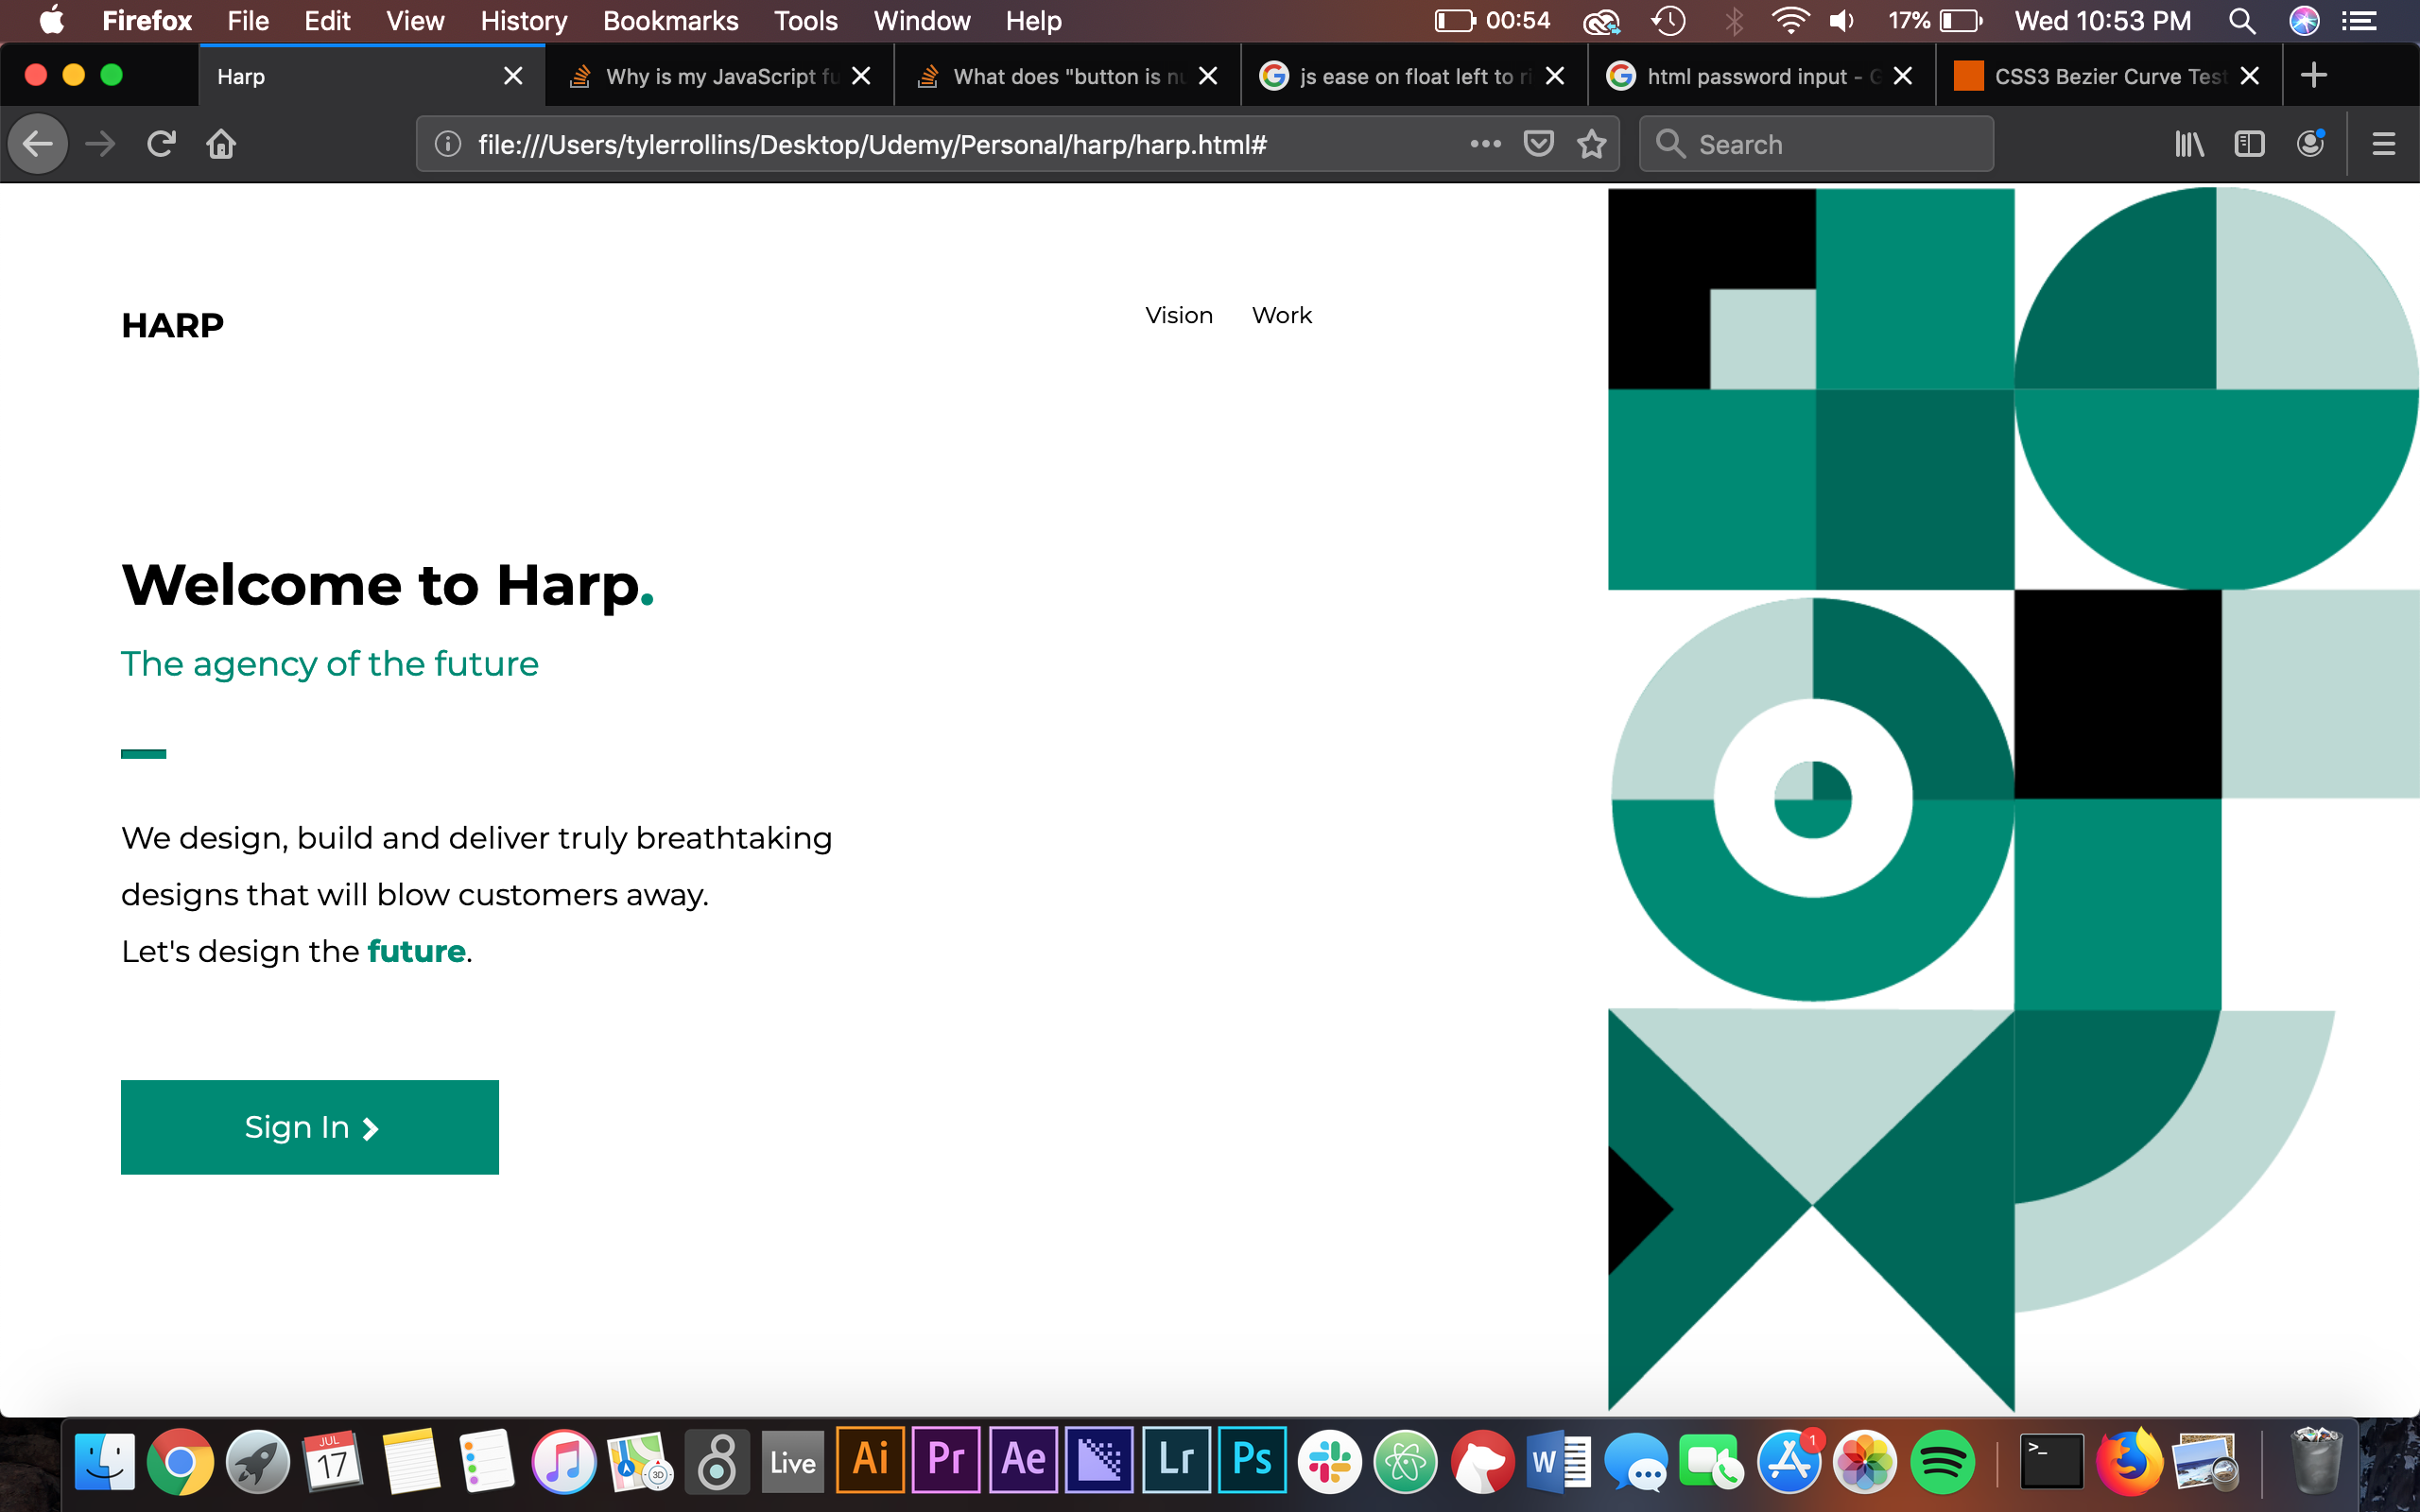 Firefox File Edit View History Bookmarks Tools Window Help 00:54 17% Wed 10:53 PM
Harp Why is my JavaScript fu What does "button is nu js ease on float left to ri html password input - G CSS3 Bezier Curve Test
file:///Users/tylerrollins/Desktop/Udemy/Personal/harp/harp.html# Search
HARP
Vision Work
Welcome to Harp.
The agency of the future
We design, build and deliver truly breathtaking
designs that will blow customers away.
Let's design the future.
Sign In
JUL
17
3D
8
Live
Ai
Pr
Ae
Lr
Ps
W
1
>_